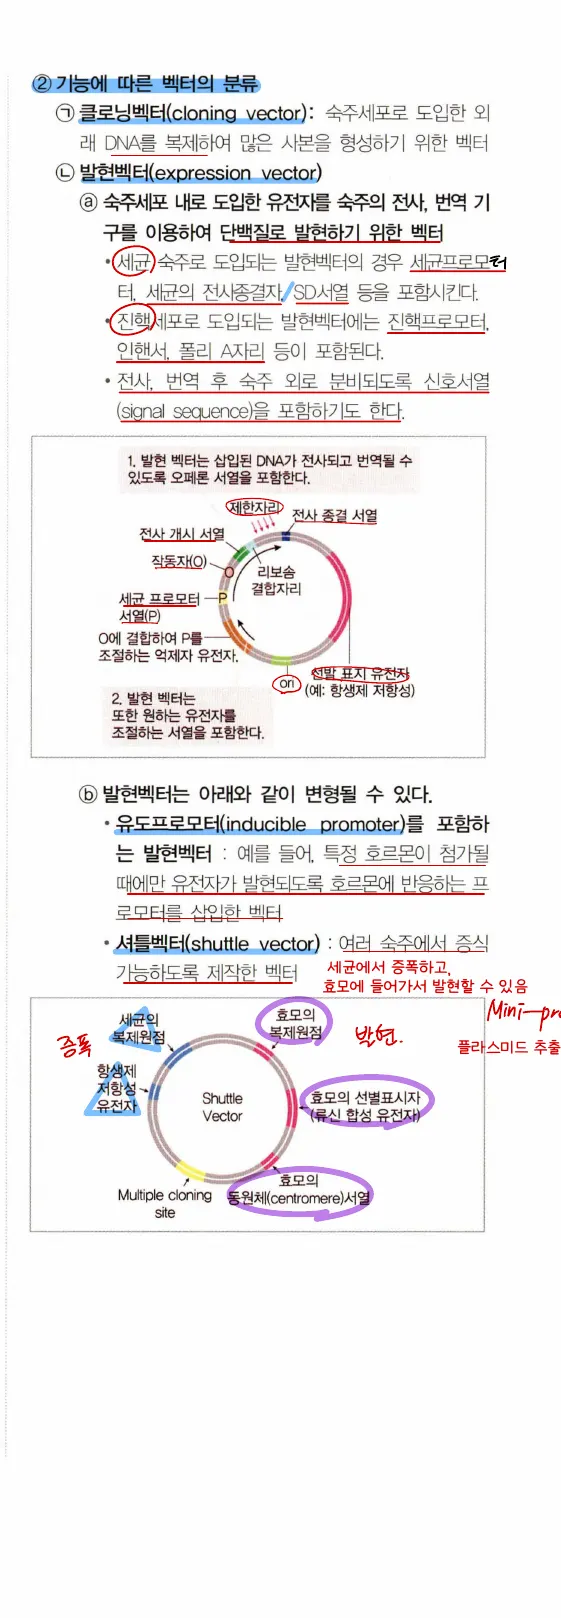 ② 기능에 따른 벡터의 분류
㉠ 클로닝벡터(cloning vector): 숙주세포로 도입한 외
래 DNA를 복제하여 많은 사본을 형성하기 위한 벡터
㉡ 발현벡터(expression vector)
ⓐ 숙주세포 내로 도입한 유전자를 숙주의 전사, 번역 기
구를 이용하여 단백질로 발현하기 위한 벡터
• 세균 숙주로 도입되는 발현벡터의 경우 세균프로모터
터, 세균의 전사종결자/SD서열 등을 포함시킨다.
• 진핵세포로 도입되는 발현벡터에는 진핵프로모터,
인핸서, 폴리 A자리 등이 포함된다.
• 전사, 번역 후 숙주 외로 분비되도록 신호서열
(signal sequence)을 포함하기도 한다.
1. 발현 벡터는 삽입된 DNA가 전사되고 번역될 수
있도록 오페론 서열을 포함한다.
제한자리
전사 종결 서열
전사 개시 서열
작동자(O)
O
리보솜
결합자리
세균 프로모터
서열(P)
P
O에 결합하여 P를
조절하는 억제자 유전자.
ori
선발 표지 유전자
(예: 항생제 저항성)
2. 발현 벡터는
또한 원하는 유전자를
조절하는 서열을 포함한다.
ⓑ 발현벡터는 아래와 같이 변형될 수 있다.
• 유도프로모터(inducible promoter)를 포함하
는 발현벡터 : 예를 들어, 특정 호르몬이 첨가될
때에만 유전자가 발현되도록 호르몬에 반응하는 프
로모터를 삽입한 벡터
• 셔틀벡터(shuttle vector) : 여러 숙주에서 증식
가능하도록 제작한 벡터
세균에서 증폭하고,
효모에 들어가서 발현할 수 있음
Mini-pr
플라스미드 추출
증폭
세균의
복제원점
효모의
복제원점
발현.
항생제
저항성
유전자
Shuttle
Vector
효모의 선별표시자
(류신 합성 유전자)
Multiple cloning
site
효모의
동원체(centromere)서열